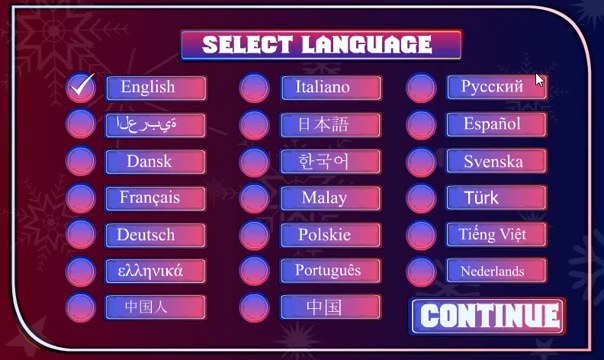 SELECT LANGUAGE
English
Italiano
Русский
ةيبرعلا
日本語
Español
Dansk
한국어
Svenska
Français
Malay
Türk
Deutsch
Polskie
Tiếng Việt
ελληνικά
Português
Nederlands
中国人
中国
CONTINUE